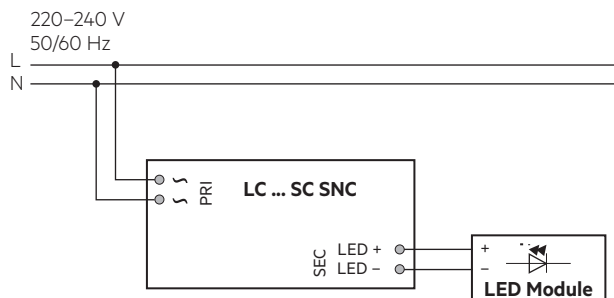 220–240 V
50/60 Hz
L
N
~
~
PRI
LC ... SC SNC
SEC
LED +
LED –
+
–
LED Module